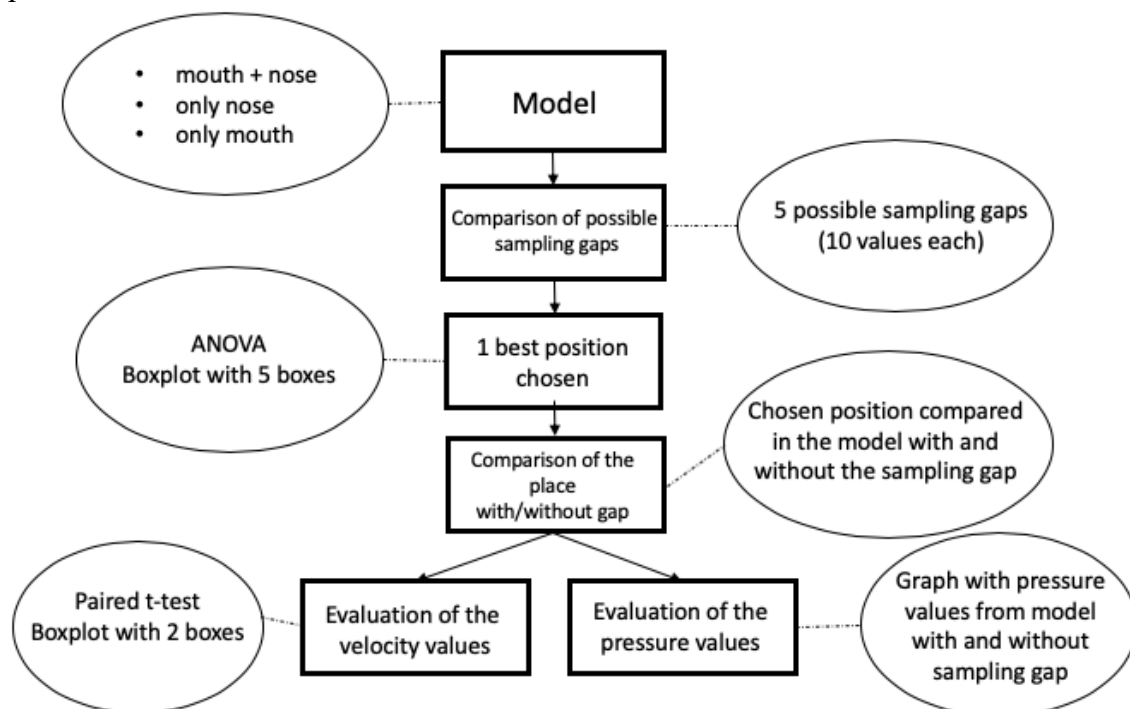 • mouth + nose
• only nose
• only mouth
Model
Comparison of possible
sampling gaps
5 possible sampling gaps
(10 values each)
ANOVA
Boxplot with 5 boxes
1 best position
chosen
Chosen position compared
in the model with and
without the sampling gap
Comparison of the
place
with/without gap
Paired t-test
Boxplot with 2 boxes
Evaluation of the
velocity values
Evaluation of the
pressure values
Graph with pressure
values from model
with and without
sampling gap